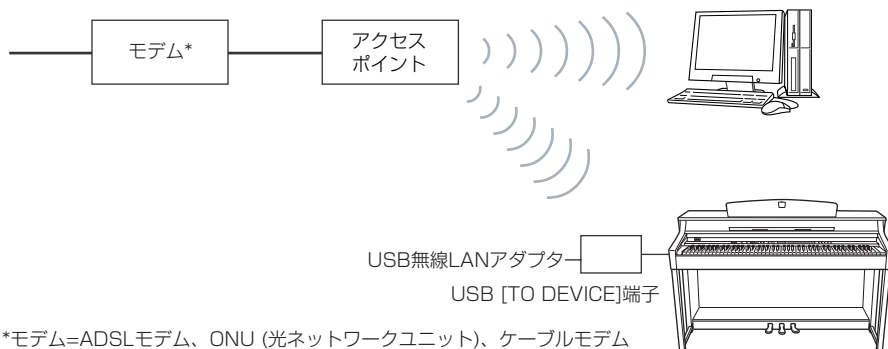 モデム*
アクセス
ポイント
USB無線LANアダプター
USB [TO DEVICE]端子
*モデム=ADSLモデム、ONU (光ネットワークユニット)、ケーブルモデム